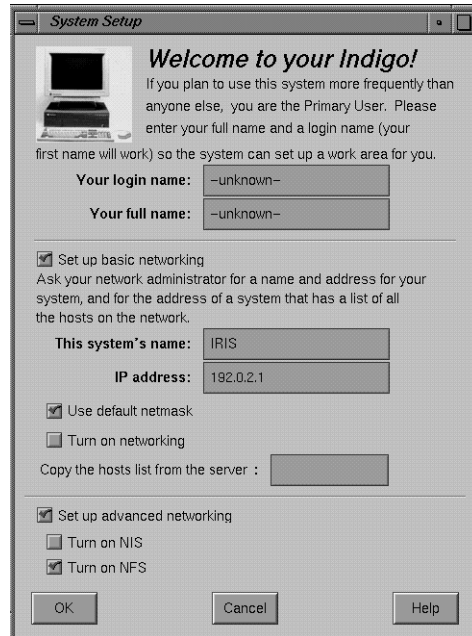 System Setup
Welcome to your Indigo!
If you plan to use this system more frequently than
anyone else, you are the Primary User. Please
enter your full name and a login name (your
first name will work) so the system can set up a work area for you.
Your login name: -unknown-
Your full name: -unknown-
Set up basic networking
Ask your network administrator for a name and address for your
system, and for the address of a system that has a list of all
the hosts on the network.
This system's name: IRIS
IP address: 192.0.2.1
Use default netmask
Turn on networking
Copy the hosts list from the server :
Set up advanced networking
Turn on NIS
Turn on NFS
OK Cancel Help